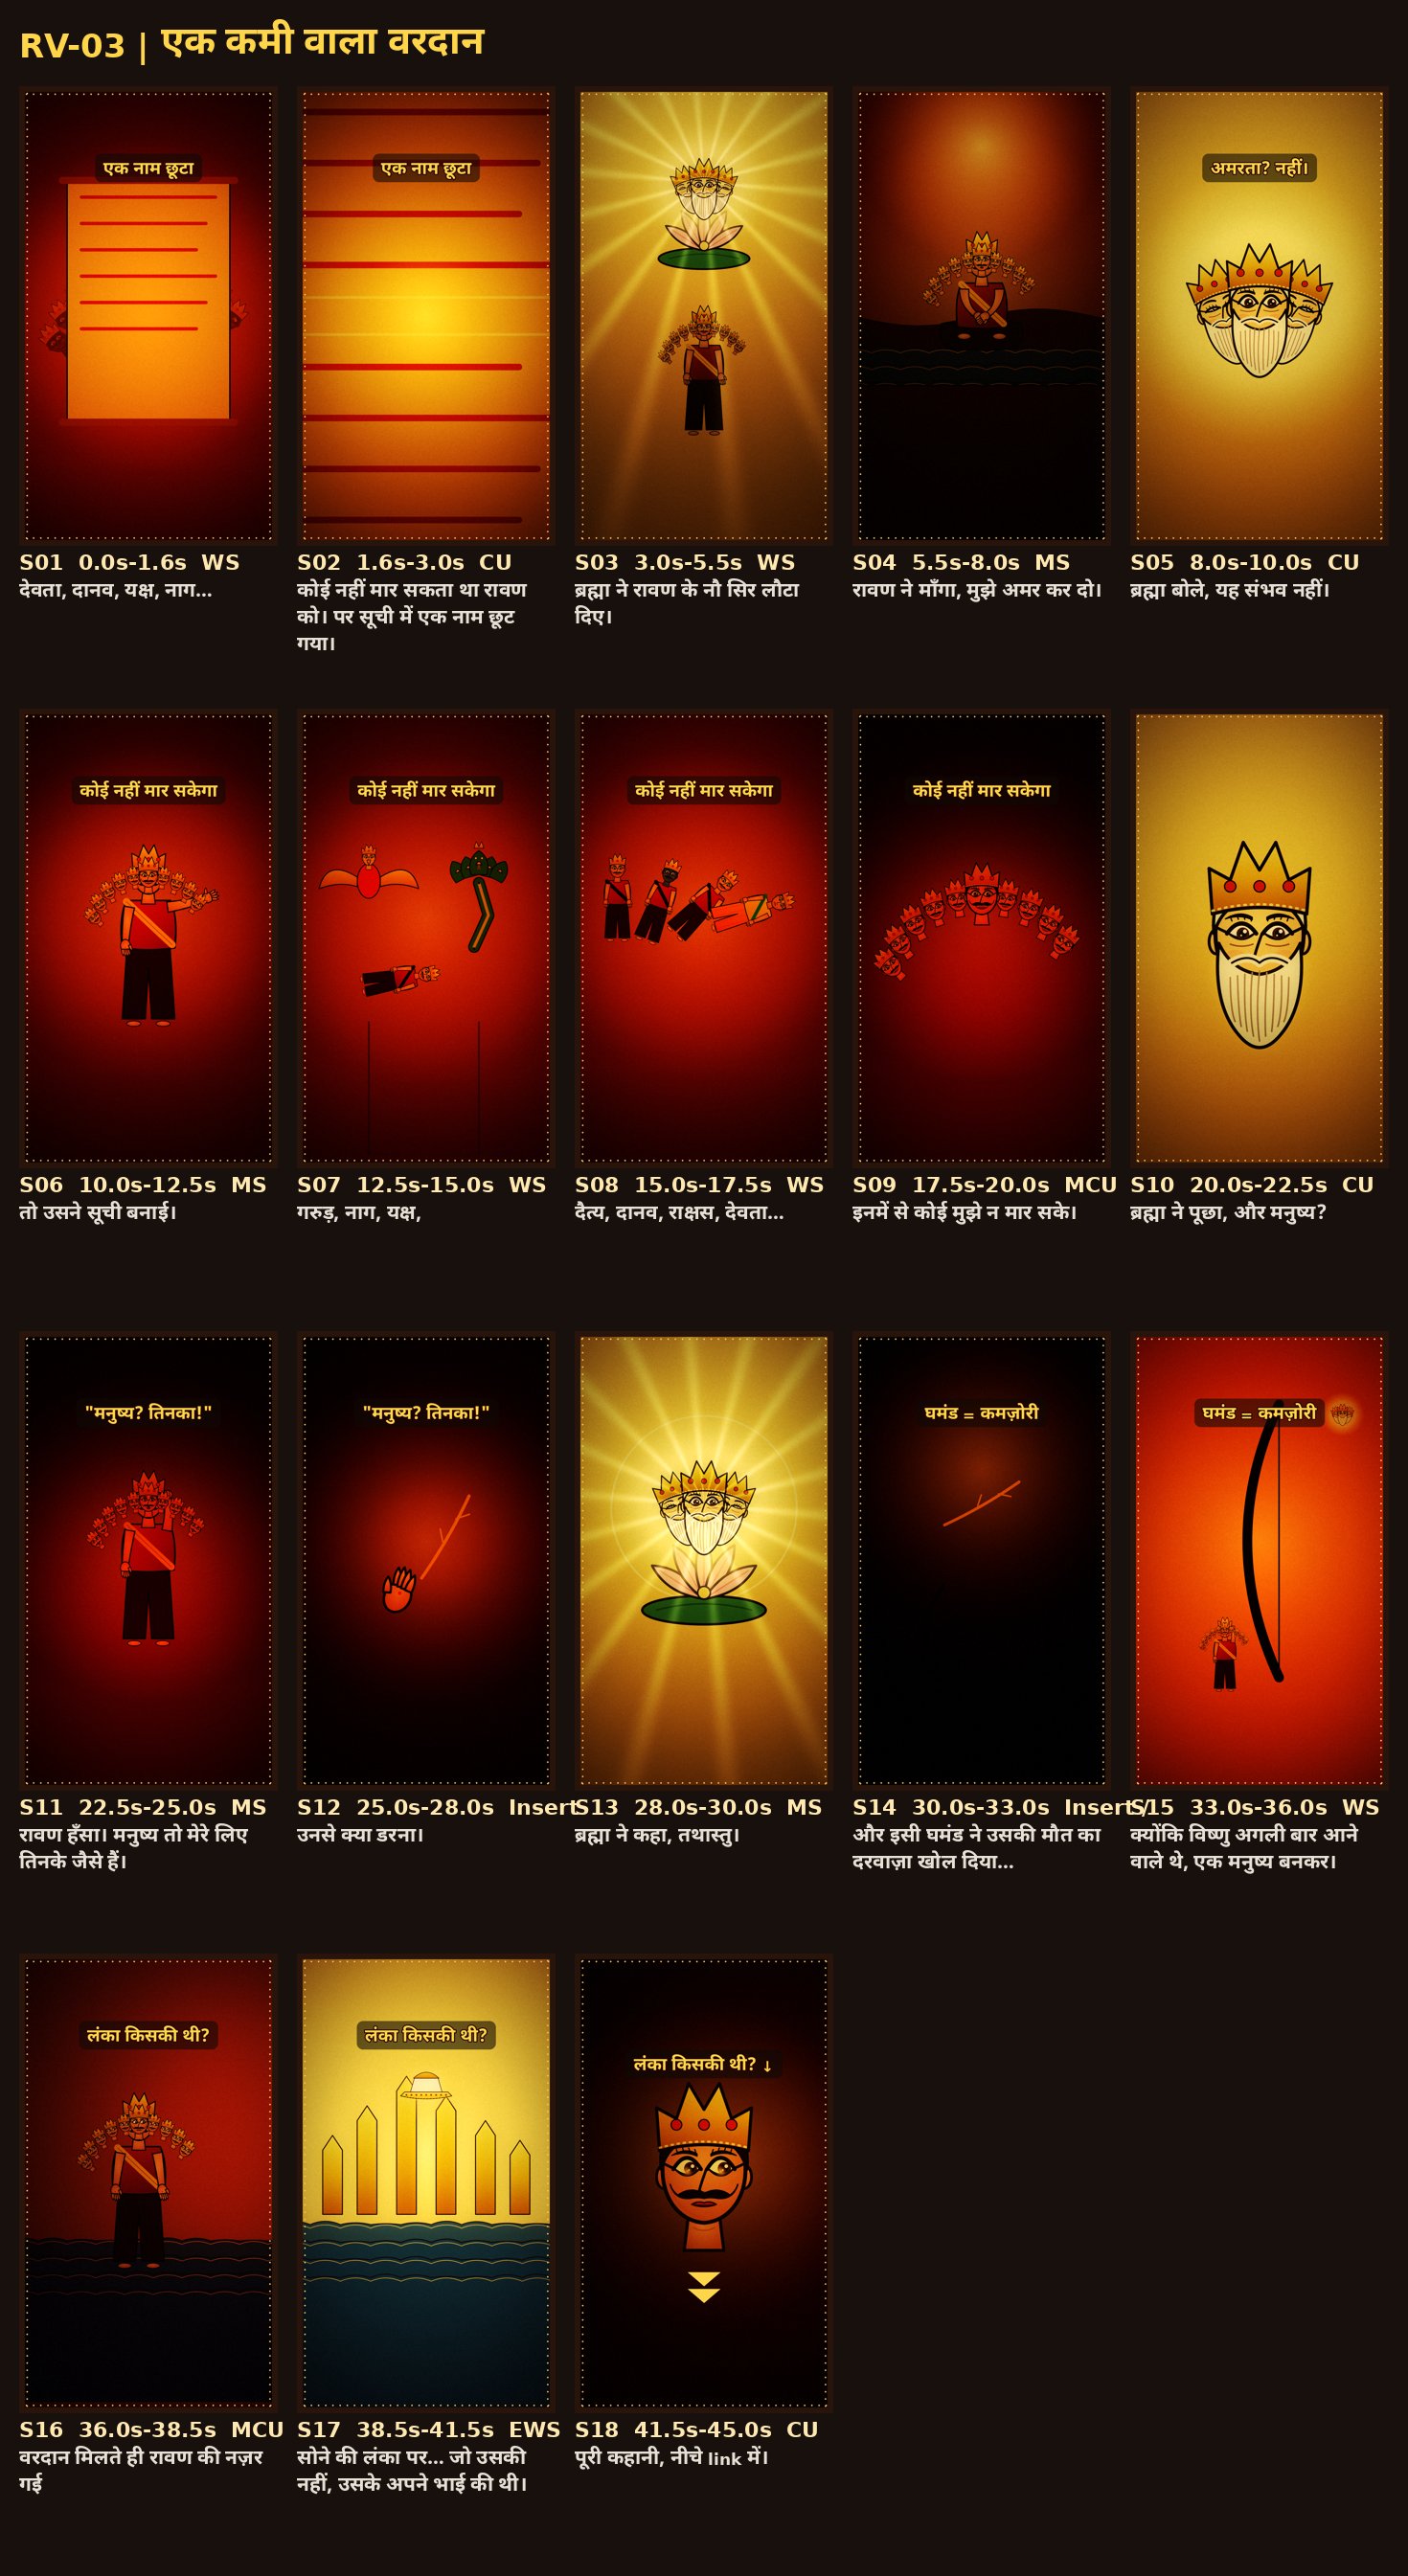 RV-03 | एक कमी वाला वरदान
एक नाम छूटा
एक नाम छूटा
अमरता? नहीं।
S01 0.0s-1.6s WS
देवता, दानव, यक्ष, नाग...
S02 1.6s-3.0s CU
कोई नहीं मार सकता था रावण
को। पर सूची में एक नाम छूट
गया।
S03 3.0s-5.5s WS
ब्रह्मा ने रावण के नौ सिर लौटा
दिए।
S04 5.5s-8.0s MS
रावण ने माँगा, मुझे अमर कर दो।
S05 8.0s-10.0s CU
ब्रह्मा बोले, यह संभव नहीं।
कोई नहीं मार सकेगा
कोई नहीं मार सकेगा
कोई नहीं मार सकेगा
कोई नहीं मार सकेगा
S06 10.0s-12.5s MS
तो उसने सूची बनाई।
S07 12.5s-15.0s WS
गरुड़, नाग, यक्ष,
S08 15.0s-17.5s WS
दैत्य, दानव, राक्षस, देवता...
S09 17.5s-20.0s MCU
इनमें से कोई मुझे न मार सके।
S10 20.0s-22.5s CU
ब्रह्मा ने पूछा, और मनुष्य?
"मनुष्य? तिनका!"
"मनुष्य? तिनका!"
घमंड = कमज़ोरी
घमंड = कमज़ोरी
S11 22.5s-25.0s MS
रावण हँसा। मनुष्य तो मेरे लिए
तिनके जैसे हैं।
S12 25.0s-28.0s Insert
उनसे क्या डरना।
S13 28.0s-30.0s MS
ब्रह्मा ने कहा, तथास्तु।
S14 30.0s-33.0s Insert/
और इसी घमंड ने उसकी मौत का
दरवाज़ा खोल दिया...
S15 33.0s-36.0s WS
क्योंकि विष्णु अगली बार आने
वाले थे, एक मनुष्य बनकर।
लंका किसकी थी?
लंका किसकी थी?
लंका किसकी थी? ↓
S16 36.0s-38.5s MCU
वरदान मिलते ही रावण की नज़र
गई
S17 38.5s-41.5s EWS
सोने की लंका पर... जो उसकी
नहीं, उसके अपने भाई की थी।
S18 41.5s-45.0s CU
पूरी कहानी, नीचे link में।